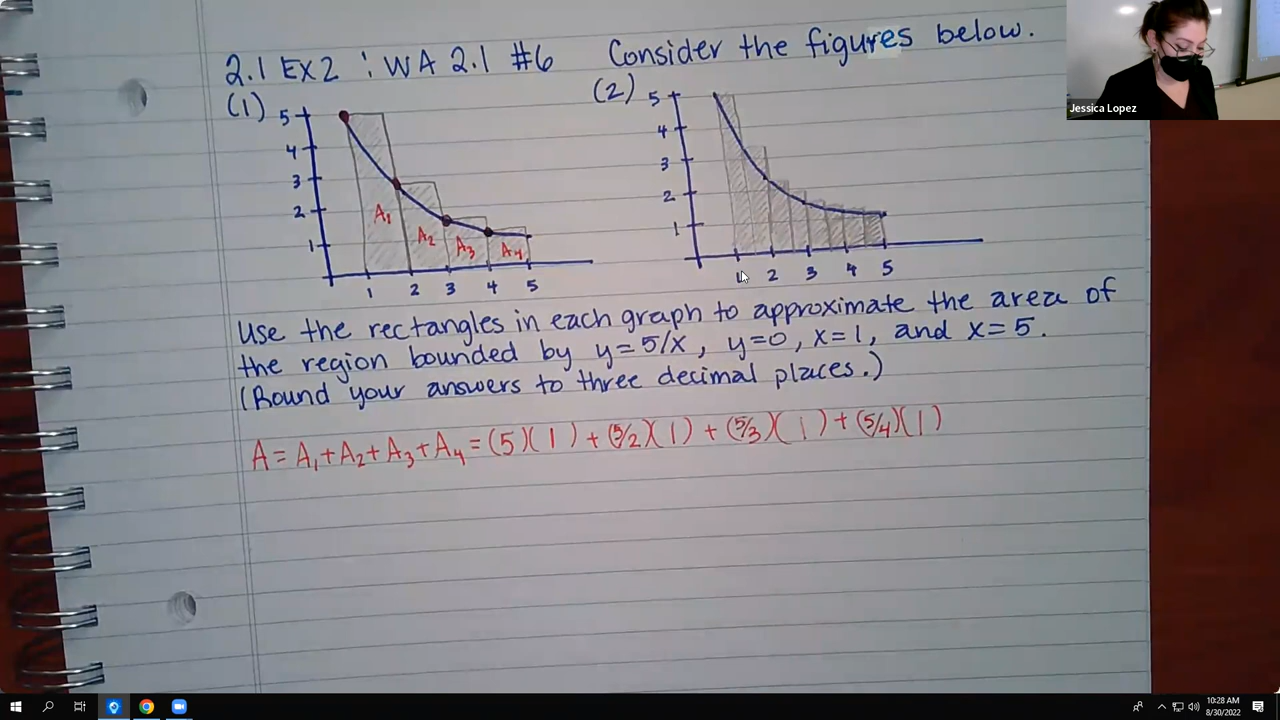 2.1 EX2 : WA 2.1 #6 Consider the figures below.
(1)
5
4
3
2
1
A1
A2
A3
A4
1 2 3 4 5
(2)
5
4
3
2
1
1 2 3 4 5
Use the rectangles in each graph to approximate the area of
the region bounded by y=5/x, y=0, x=1, and x=5.
(Round your answers to three decimal places.)
A = A1+A2+A3+A4 = (5)(1)+(5/2)(1)+(5/3)(1)+(5/4)(1)
Jessica Lopez
10:28 AM
8/30/2022